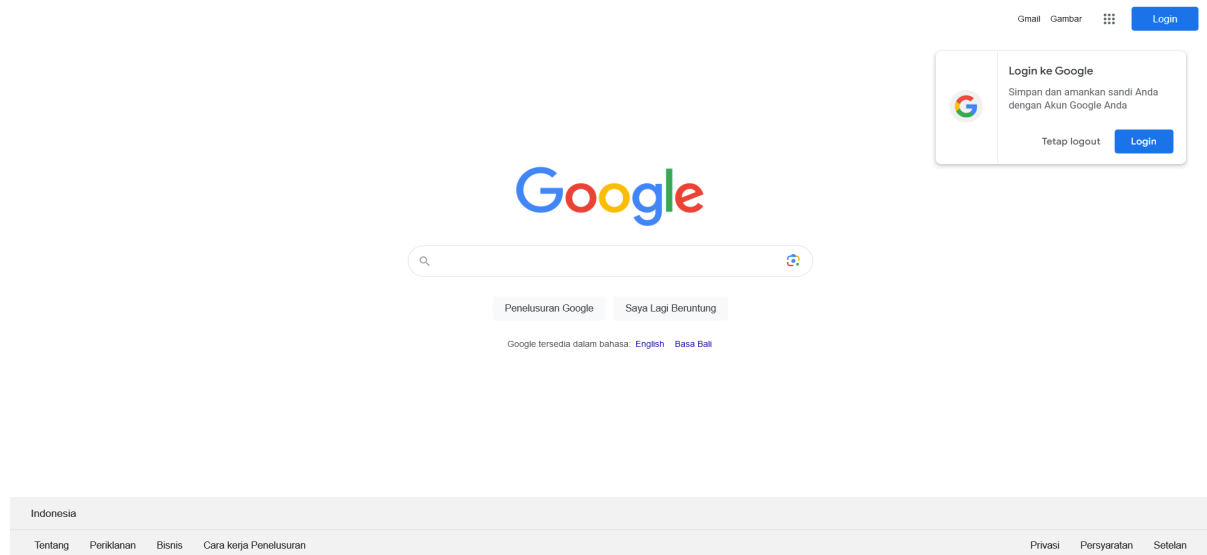 Gmail Gambar Login
Login ke Google
Simpan dan amankan sandi Anda
dengan Akun Google Anda
Tetap logout Login
Google
Penelusuran Google Saya Lagi Beruntung
Google tersedia dalam bahasa: English Basa Bali
Indonesia
Tentang Periklanan Bisnis Cara kerja Penelusuran Privasi Persyaratan Setelan